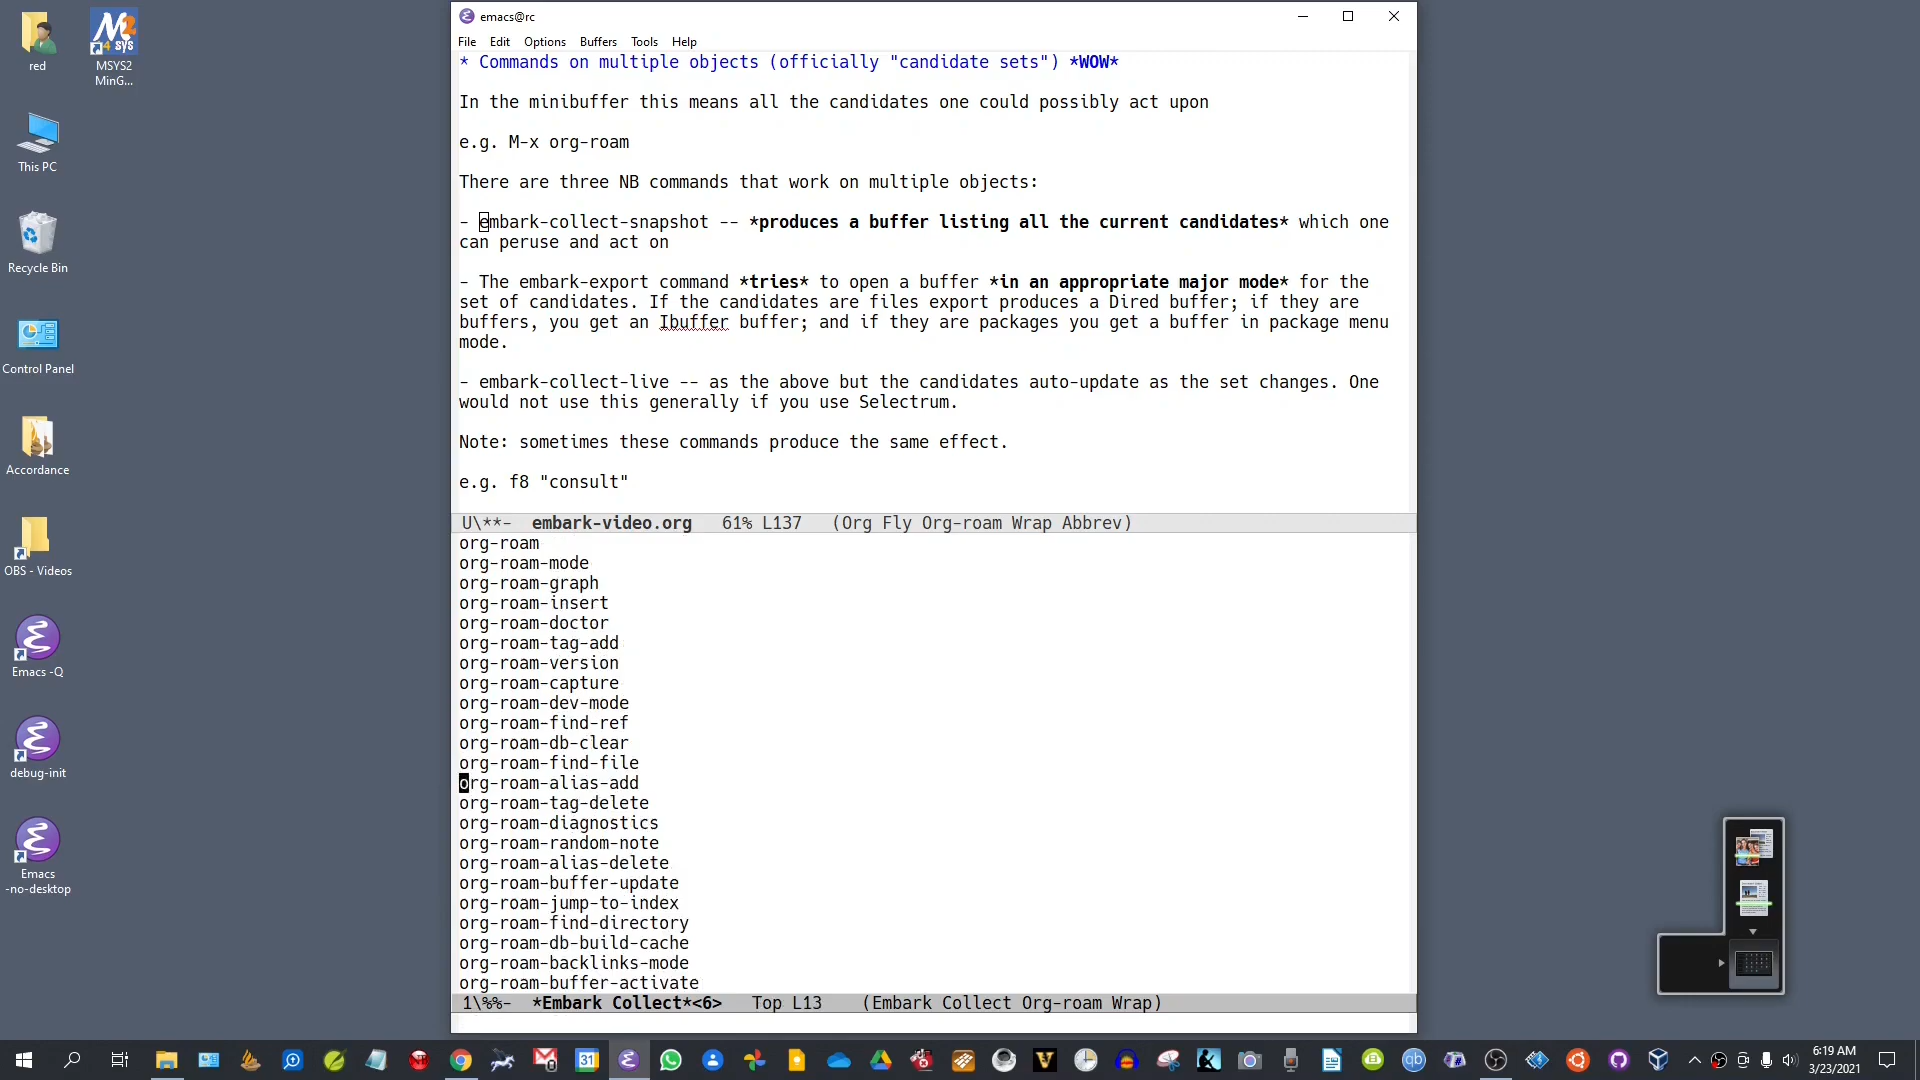 red
MSYS2
MinG...
This PC
Recycle Bin
Control Panel
Accordance
OBS - Videos
Emacs -Q
debug-init
Emacs
-no-desktop
emacs@rc
File Edit Options Buffers Tools Help
* Commands on multiple objects (officially "candidate sets") *WOW*
In the minibuffer this means all the candidates one could possibly act upon
e.g. M-x org-roam
There are three NB commands that work on multiple objects:
- embark-collect-snapshot -- *produces a buffer listing all the current candidates* which one
can peruse and act on
- The embark-export command *tries* to open a buffer *in an appropriate major mode* for the
set of candidates. If the candidates are files export produces a Dired buffer; if they are
buffers, you get an Ibuffer buffer; and if they are packages you get a buffer in package menu
mode.
- embark-collect-live -- as the above but the candidates auto-update as the set changes. One
would not use this generally if you use Selectrum.
Note: sometimes these commands produce the same effect.
e.g. f8 "consult"
U\**- embark-video.org 61% L137 (Org Fly Org-roam Wrap Abbrev)
org-roam
org-roam-mode
org-roam-graph
org-roam-insert
org-roam-doctor
org-roam-tag-add
org-roam-version
org-roam-capture
org-roam-dev-mode
org-roam-find-ref
org-roam-db-clear
org-roam-find-file
org-roam-alias-add
org-roam-tag-delete
org-roam-diagnostics
org-roam-random-note
org-roam-alias-delete
org-roam-buffer-update
org-roam-jump-to-index
org-roam-find-directory
org-roam-db-build-cache
org-roam-backlinks-mode
org-roam-buffer-activate
1\%%- *Embark Collect*<6> Top L13 (Embark Collect Org-roam Wrap)
6:19 AM
3/23/2021